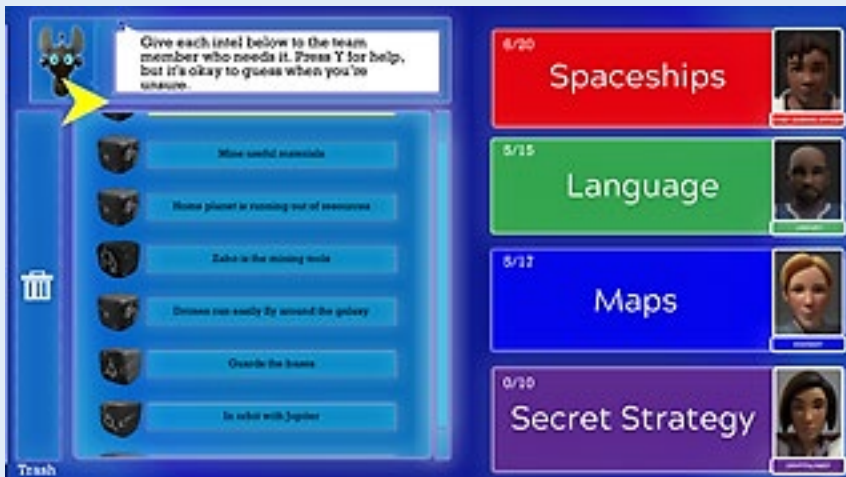 Give each intel below to the team
member who needs it. Press Y for help,
but it's okay to guess when you're
unsure.
Mine useful materials
Home planet is running out of resources
Zaho is the mining tools
Drones can easily fly around the galaxy
Guards the bases
In orbit with Jupiter
Trash
6/20
Spaceships
5/15
Language
5/12
Maps
0/10
Secret Strategy